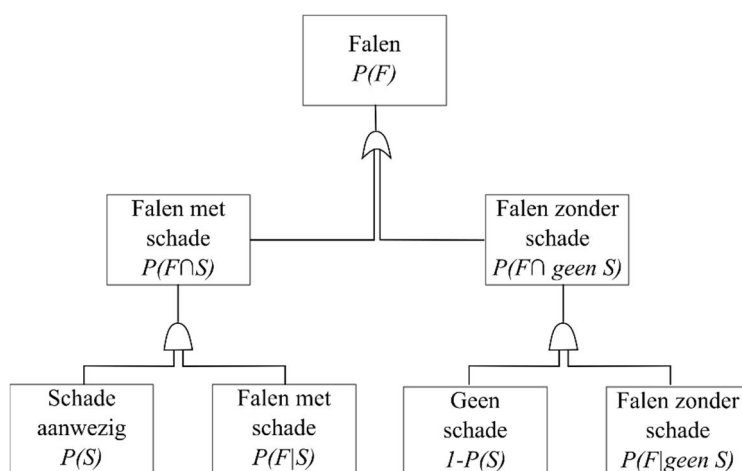 Falen
P(F)
Falen met
schade
P(F∩S)
Falen zonder
schade
P(F∩ geen S)
Schade
aanwezig
P(S)
Falen met
schade
P(F|S)
Geen
schade
1-P(S)
Falen zonder
schade
P(F|geen S)